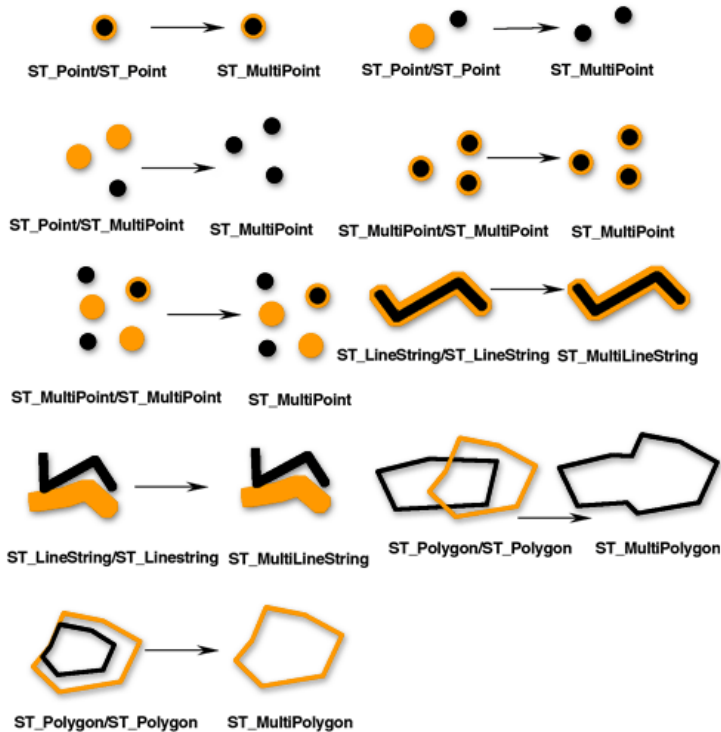 ST_Point/ST_Point
ST_MultiPoint
ST_Point/ST_Point
ST_MultiPoint
ST_Point/ST_MultiPoint
ST_MultiPoint
ST_MultiPoint/ST_MultiPoint
ST_MultiPoint
ST_MultiPoint/ST_MultiPoint
ST_MultiPoint
ST_LineString/ST_LineString
ST_MultiLineString
ST_LineString/ST_Linestring
ST_MultiLineString
ST_Polygon/ST_Polygon
ST_MultiPolygon
ST_Polygon/ST_Polygon
ST_MultiPolygon